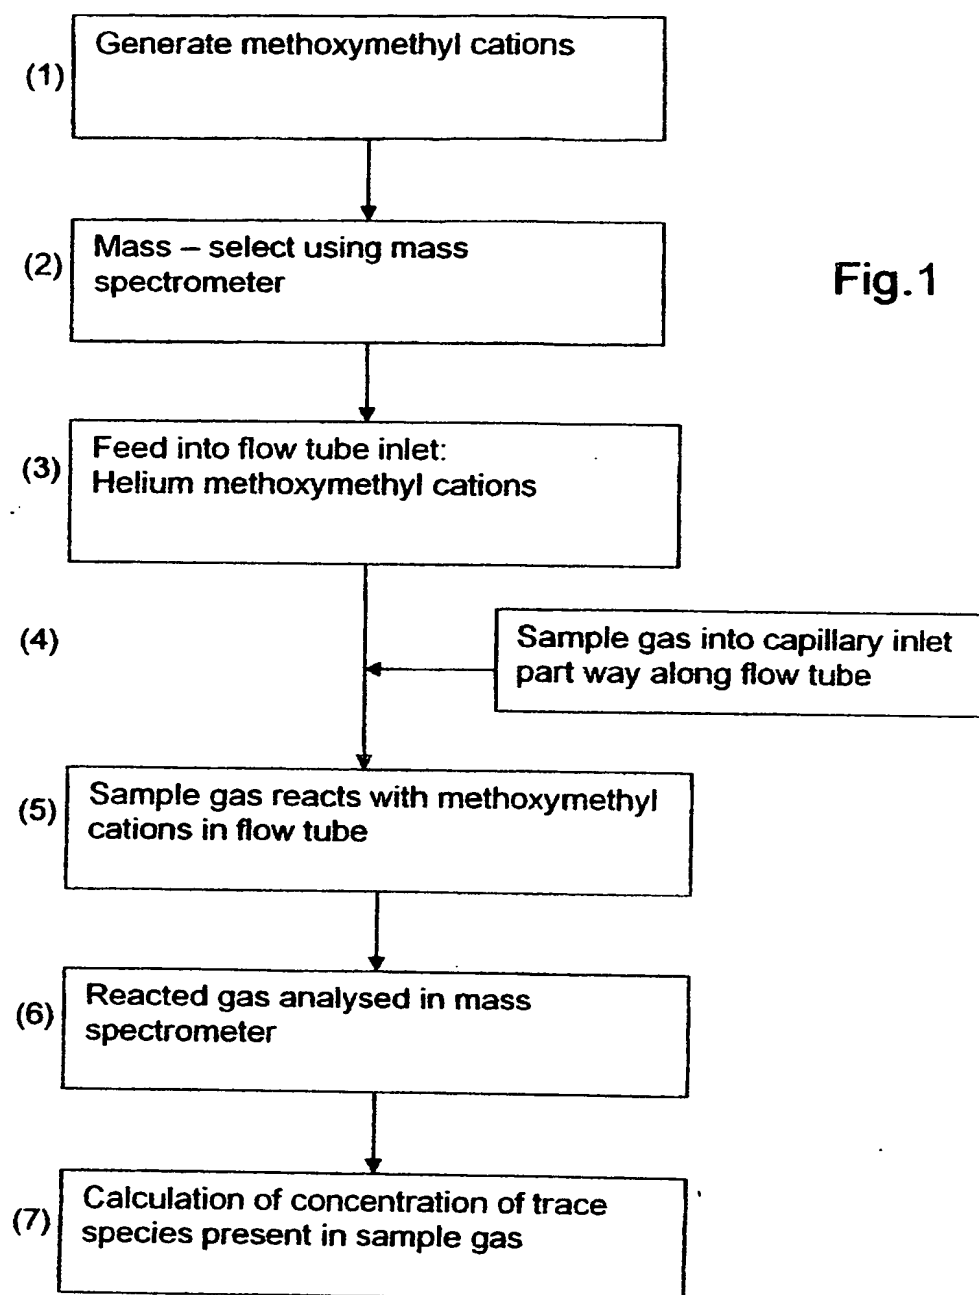 (1)
Generate methoxymethyl cations
(2)
Mass – select using mass
spectrometer
Fig.1
(3)
Feed into flow tube inlet:
Helium methoxymethyl cations
(4)
Sample gas into capillary inlet
part way along flow tube
(5)
Sample gas reacts with methoxymethyl
cations in flow tube
(6)
Reacted gas analysed in mass
spectrometer
(7)
Calculation of concentration of trace
species present in sample gas